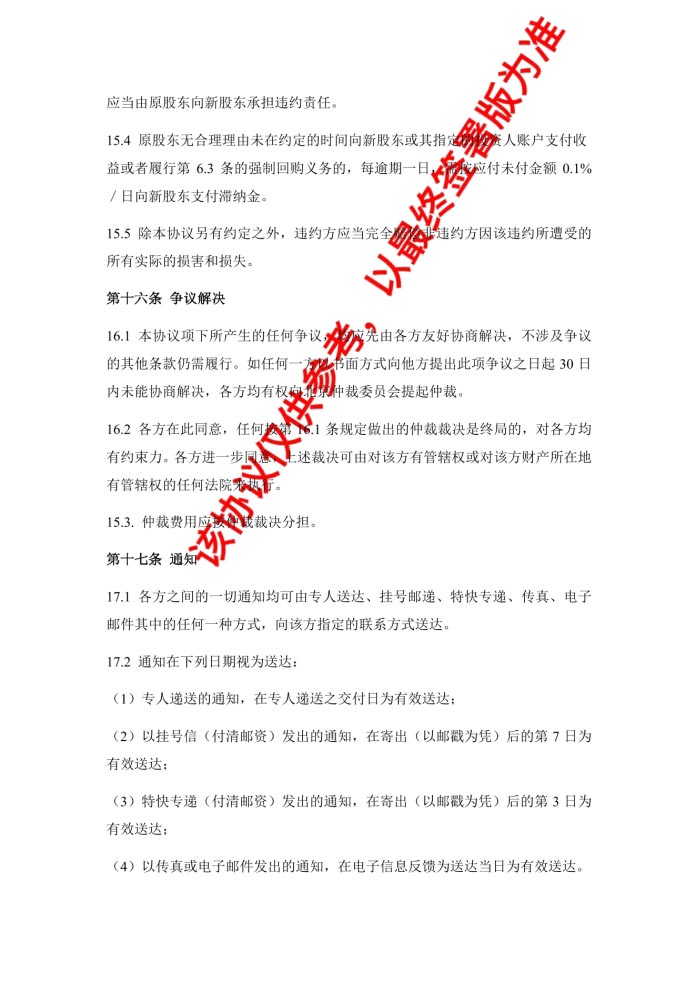 应当由原股东向新股东承担违约责任。
15.4 原股东无合理理由未在约定的时间向新股东或其指定的投资人账户支付收
益或者履行第 6.3 条的强制回购义务的，每逾期一日，需按应付未付金额 0.1%
／日向新股东支付滞纳金。
15.5 除本协议另有约定之外，违约方应当完全赔偿非违约方因该违约所遭受的
所有实际的损害和损失。
第十六条 争议解决
16.1 本协议项下所产生的任何争议，均应先由各方友好协商解决，不涉及争议
的其他条款仍需履行。如任何一方以书面方式向他方提出此项争议之日起 30 日
内未能协商解决，各方均有权向北京仲裁委员会提起仲裁。
16.2 各方在此同意，任何按第 16.1 条规定做出的仲裁裁决是终局的，对各方均
有约束力。各方进一步同意，上述裁决可由对该方有管辖权或对该方财产所在地
有管辖权的任何法院来执行。
15.3. 仲裁费用应按仲裁裁决分担。
第十七条 通知
17.1 各方之间的一切通知均可由专人送达、挂号邮递、特快专递、传真、电子
邮件其中的任何一种方式，向该方指定的联系方式送达。
17.2 通知在下列日期视为送达：
（1）专人递送的通知，在专人递送之交付日为有效送达；
（2）以挂号信（付清邮资）发出的通知，在寄出（以邮戳为凭）后的第 7 日为
有效送达；
（3）特快专递（付清邮资）发出的通知，在寄出（以邮戳为凭）后的第 3 日为
有效送达；
（4）以传真或电子邮件发出的通知，在电子信息反馈为送达当日为有效送达。
该协议仅供参考，以最终签署版为准